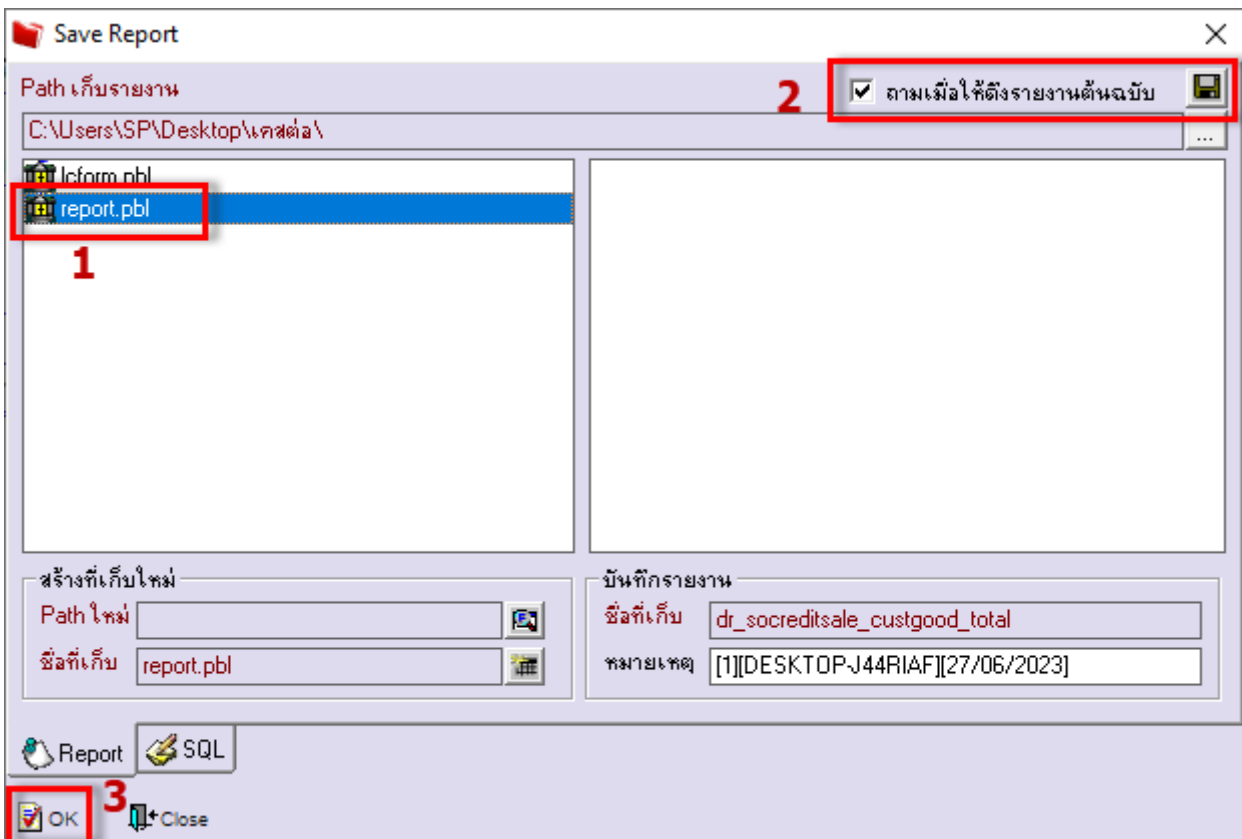 Save Report
Path เก็บรายงาน
2
ถามเมื่อให้ดึงรายงานต้นฉบับ
C:\Users\SP\Desktop\เคสต่อ\
...
lcform.pbl
report.pbl
1
สร้างที่เก็บใหม่
Path ใหม่
ชื่อที่เก็บ report.pbl
บันทึกรายงาน
ชื่อที่เก็บ dr_socreditsale_custgood_total
หมายเหตุ [1][DESKTOP-J44RIAF][27/06/2023]
Report SQL
3
OK Close